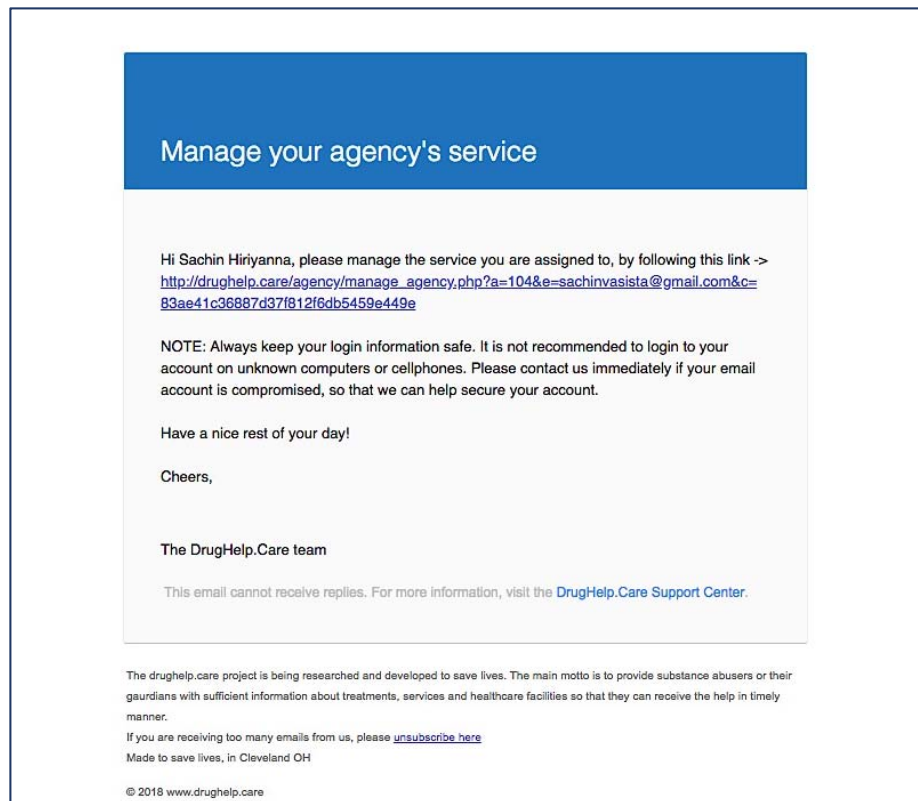 Manage your agency's service
Hi Sachin Hiriyanna, please manage the service you are assigned to, by following this link ->
http://drughelp.care/agency/manage_agency.php?a=104&e=sachinvasista@gmail.com&c=
83ae41c36887d37f812f6db5459e449e
NOTE: Always keep your login information safe. It is not recommended to login to your
account on unknown computers or cellphones. Please contact us immediately if your email
account is compromised, so that we can help secure your account.
Have a nice rest of your day!
Cheers,
The DrugHelp.Care team
This email cannot receive replies. For more information, visit the DrugHelp.Care Support Center.
The drughelp.care project is being researched and developed to save lives. The main motto is to provide substance abusers or their
gaurdians with sufficient information about treatments, services and healthcare facilities so that they can receive the help in timely
manner.
If you are receiving too many emails from us, please unsubscribe here
Made to save lives, in Cleveland OH
© 2018 www.drughelp.care